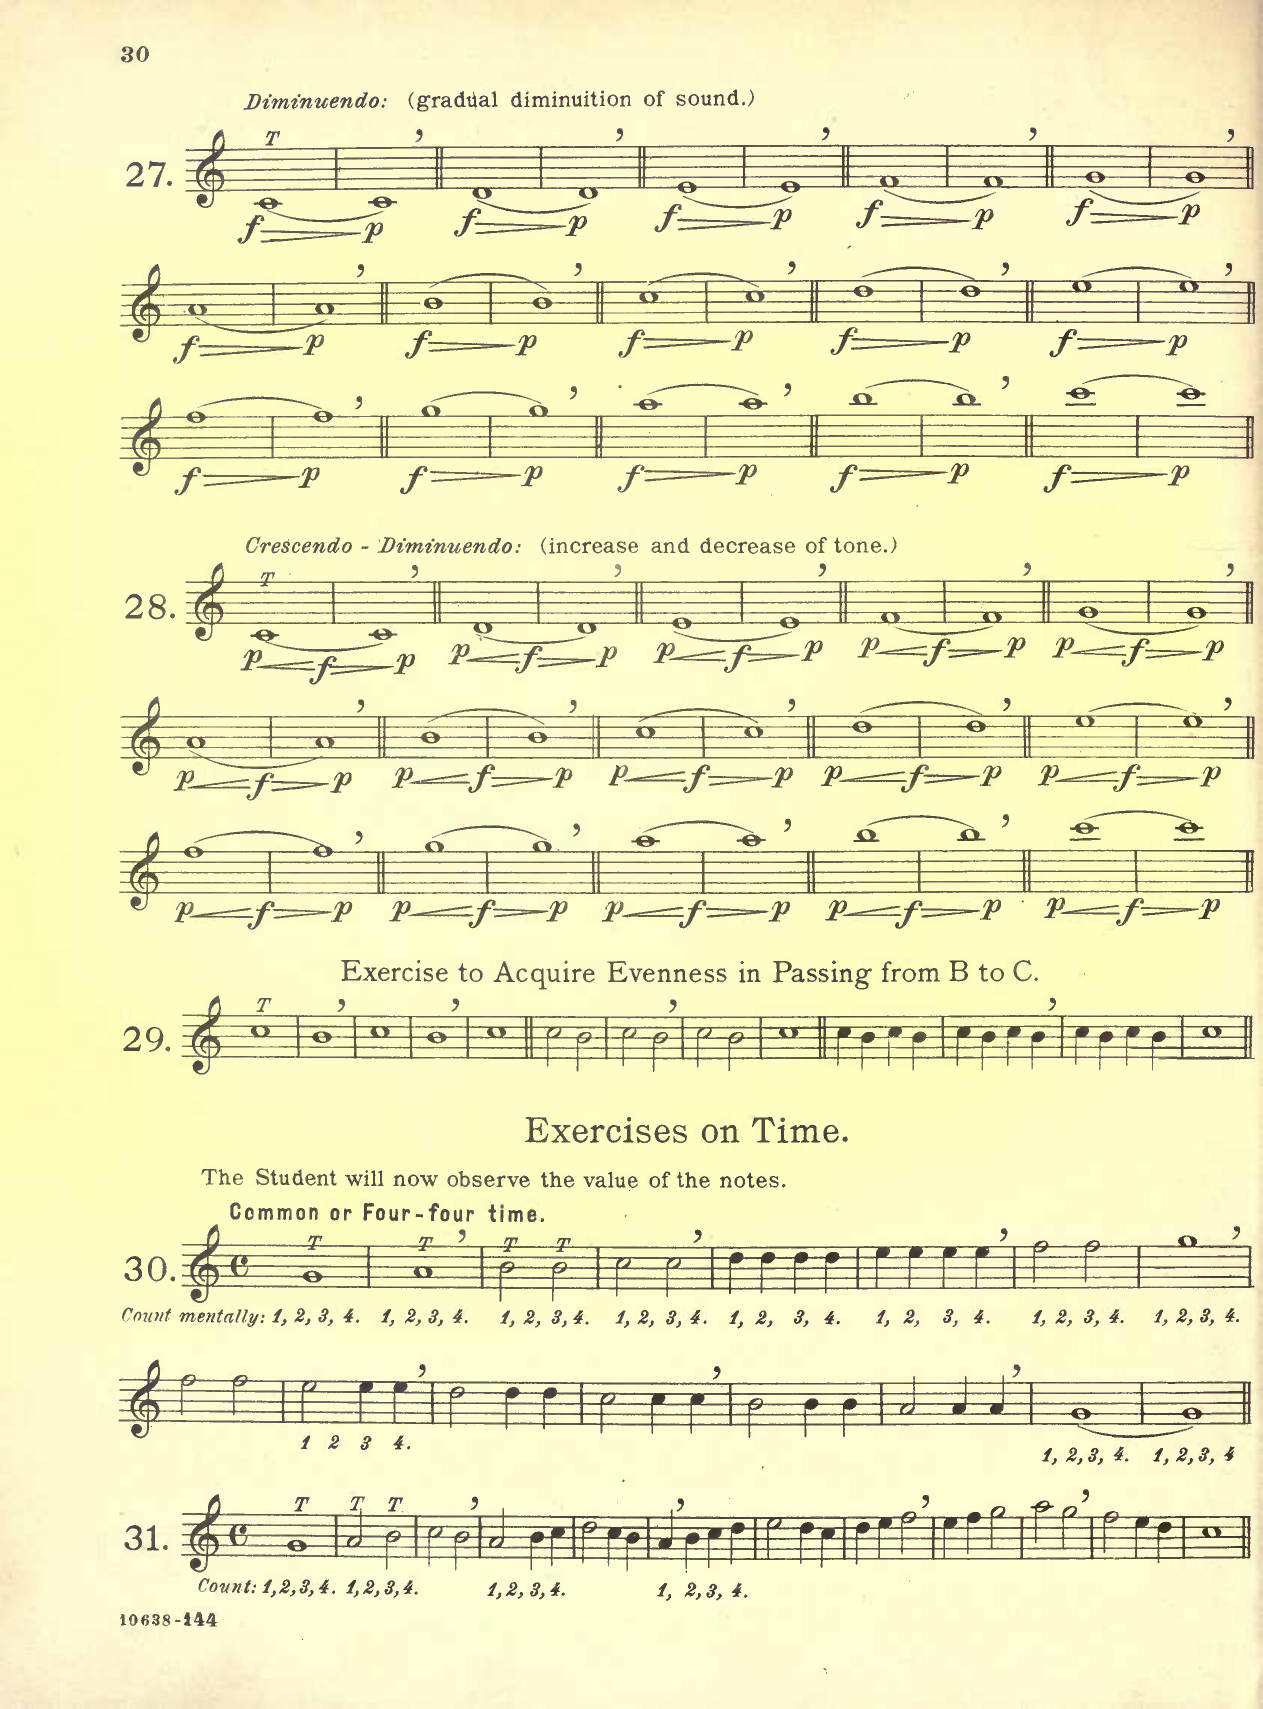 30
Diminuendo: (gradual diminuition of sound.)
T
27.
f p f p f p f p f p
f p f p f p f p f p
f p f p f p f p f p
Crescendo - Diminuendo: (increase and decrease of tone.)
T
28.
p f p p f p p f p p f p p f p
p f p p f p p f p p f p p f p
p f p p f p p f p p f p p f p
Exercise to Acquire Evenness in Passing from B to C.
T
29.
Exercises on Time.
The Student will now observe the value of the notes.
Common or Four-four time.
T T T T
30.
Count mentally: 1, 2, 3, 4. 1, 2, 3, 4. 1, 2, 3, 4. 1, 2, 3, 4. 1, 2, 3, 4. 1, 2, 3, 4. 1, 2, 3, 4. 1, 2, 3, 4.
1 2 3 4.
1, 2, 3, 4. 1, 2, 3, 4
T T T
31.
Count: 1, 2, 3, 4. 1, 2, 3, 4. 1, 2, 3, 4. 1, 2, 3, 4.
10638-144